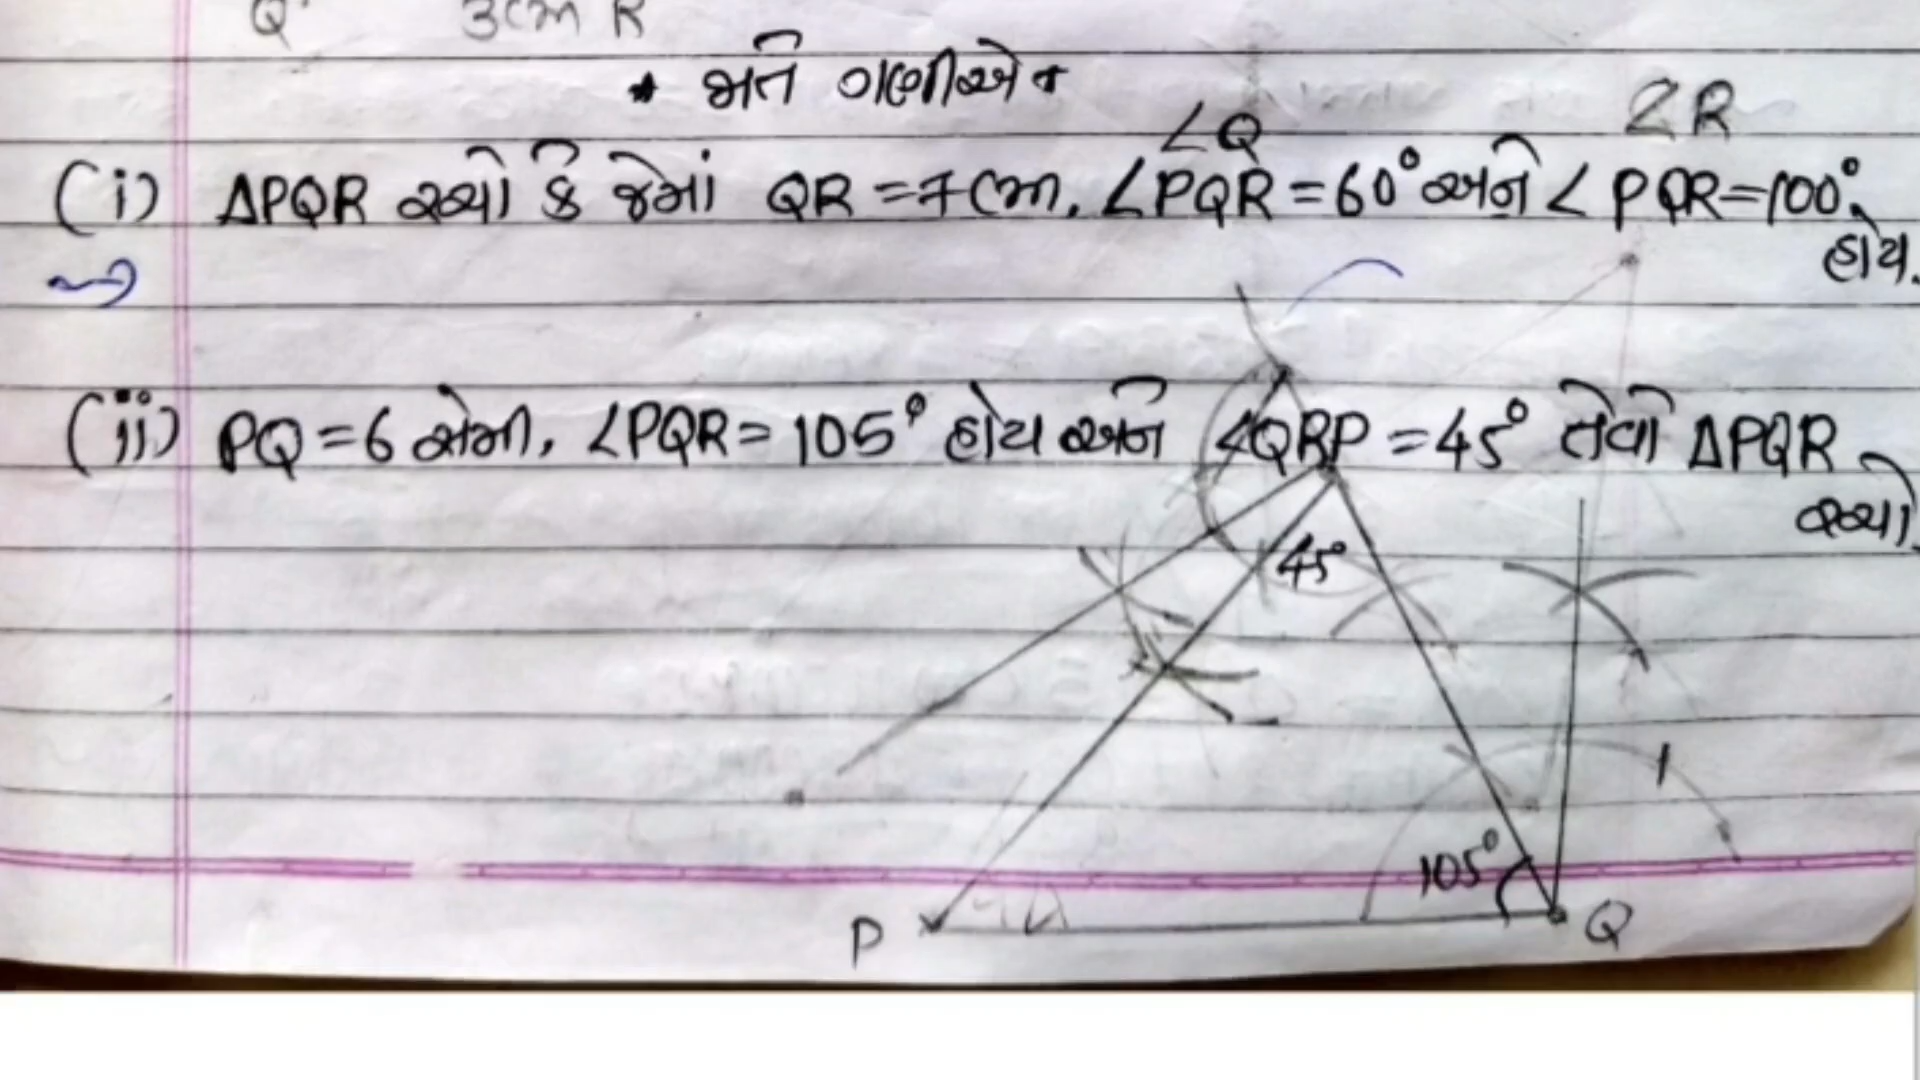 Q 3cm R
* જાતે ગણીએ *
∠Q ∠R
(i) ΔPQR રચો કે જેમાં QR = 7 cm, ∠PQR = 60° અને ∠PQR = 100° હોય.
(ii) PQ = 6 સેમી, ∠PQR = 105° હોય અને ∠QRP = 45° તેવો ΔPQR રચો
45°
105°
P Q